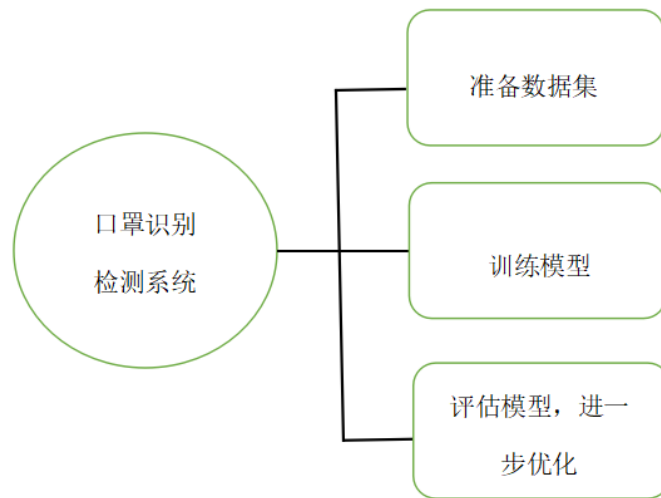 口罩识别
检测系统
准备数据集
训练模型
评估模型，进一
步优化